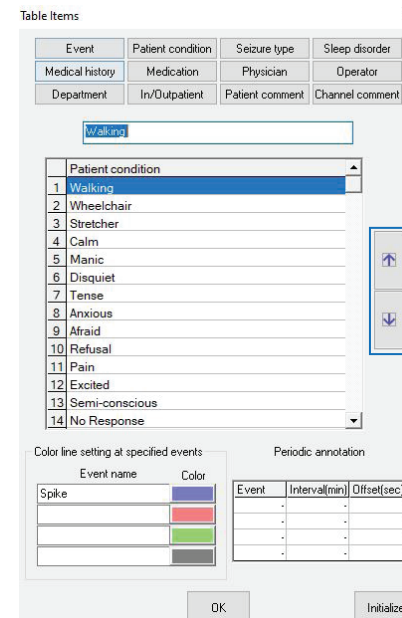 Table Items
Event Patient condition Seizure type Sleep disorder
Medical history Medication Physician Operator
Department In/Outpatient Patient comment Channel comment
Walking
Patient condition
1 Walking
2 Wheelchair
3 Stretcher
4 Calm
5 Manic
6 Disquiet
7 Tense
8 Anxious
9 Afraid
10 Refusal
11 Pain
12 Excited
13 Semi-conscious
14 No Response
Color line setting at specified events Periodic annotation
Event name Color
Event Interval(min) Offset(sec)
Spike
- -
- -
- -
- -
OK Initialize